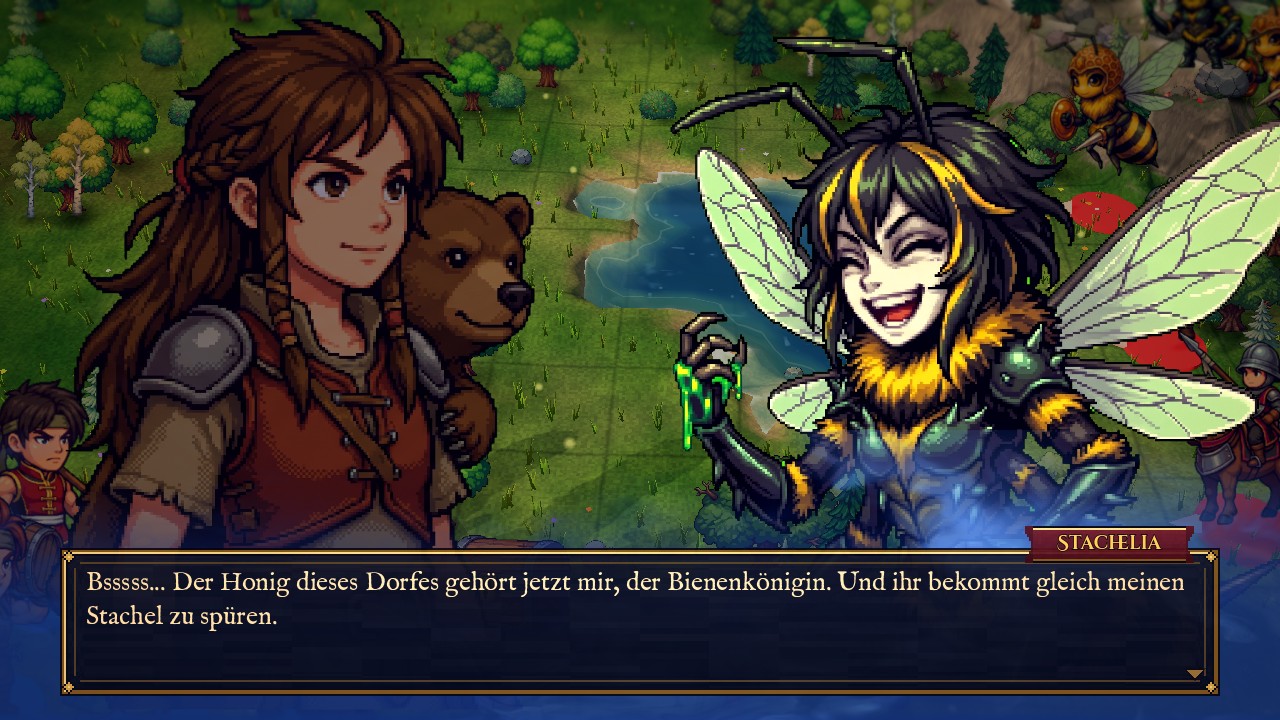 STACHELIA
Bsssss... Der Honig dieses Dorfes gehört jetzt mir, der Bienenkönigin. Und ihr bekommt gleich meinen
Stachel zu spüren.